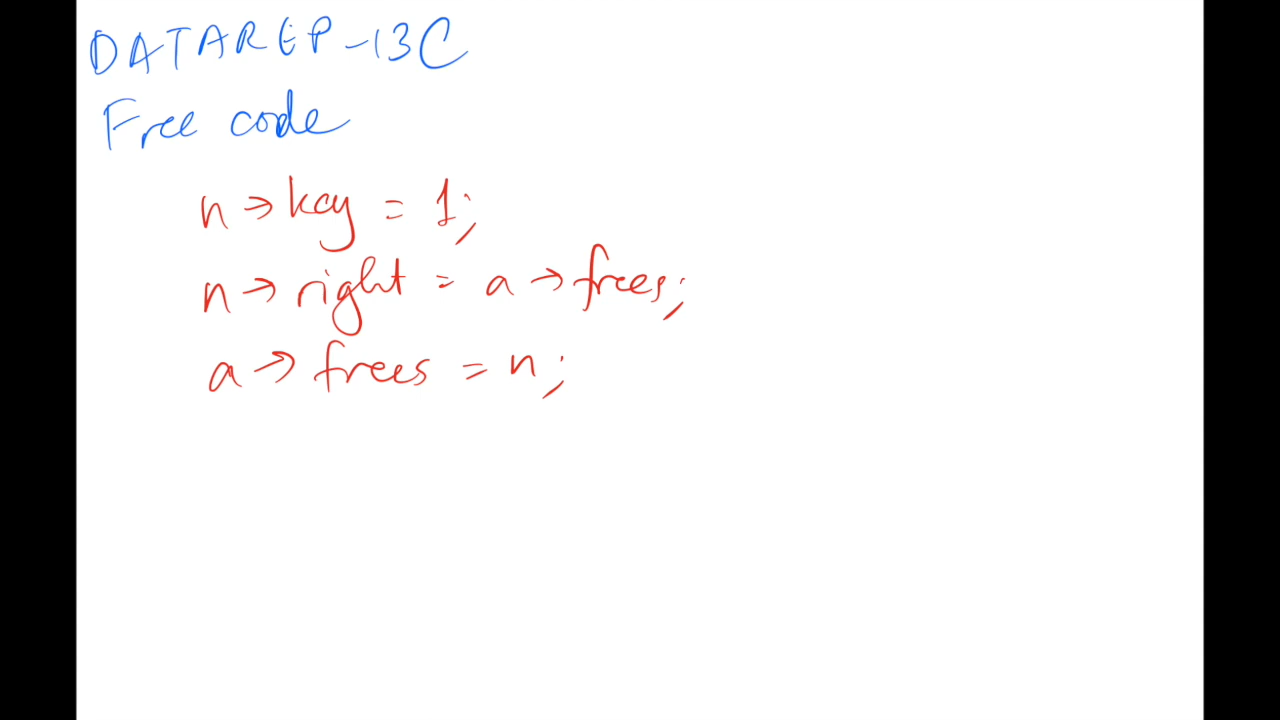 DATAREP-13C
Free code
n→key = 1;
n→right = a→frees;
a→frees = n;